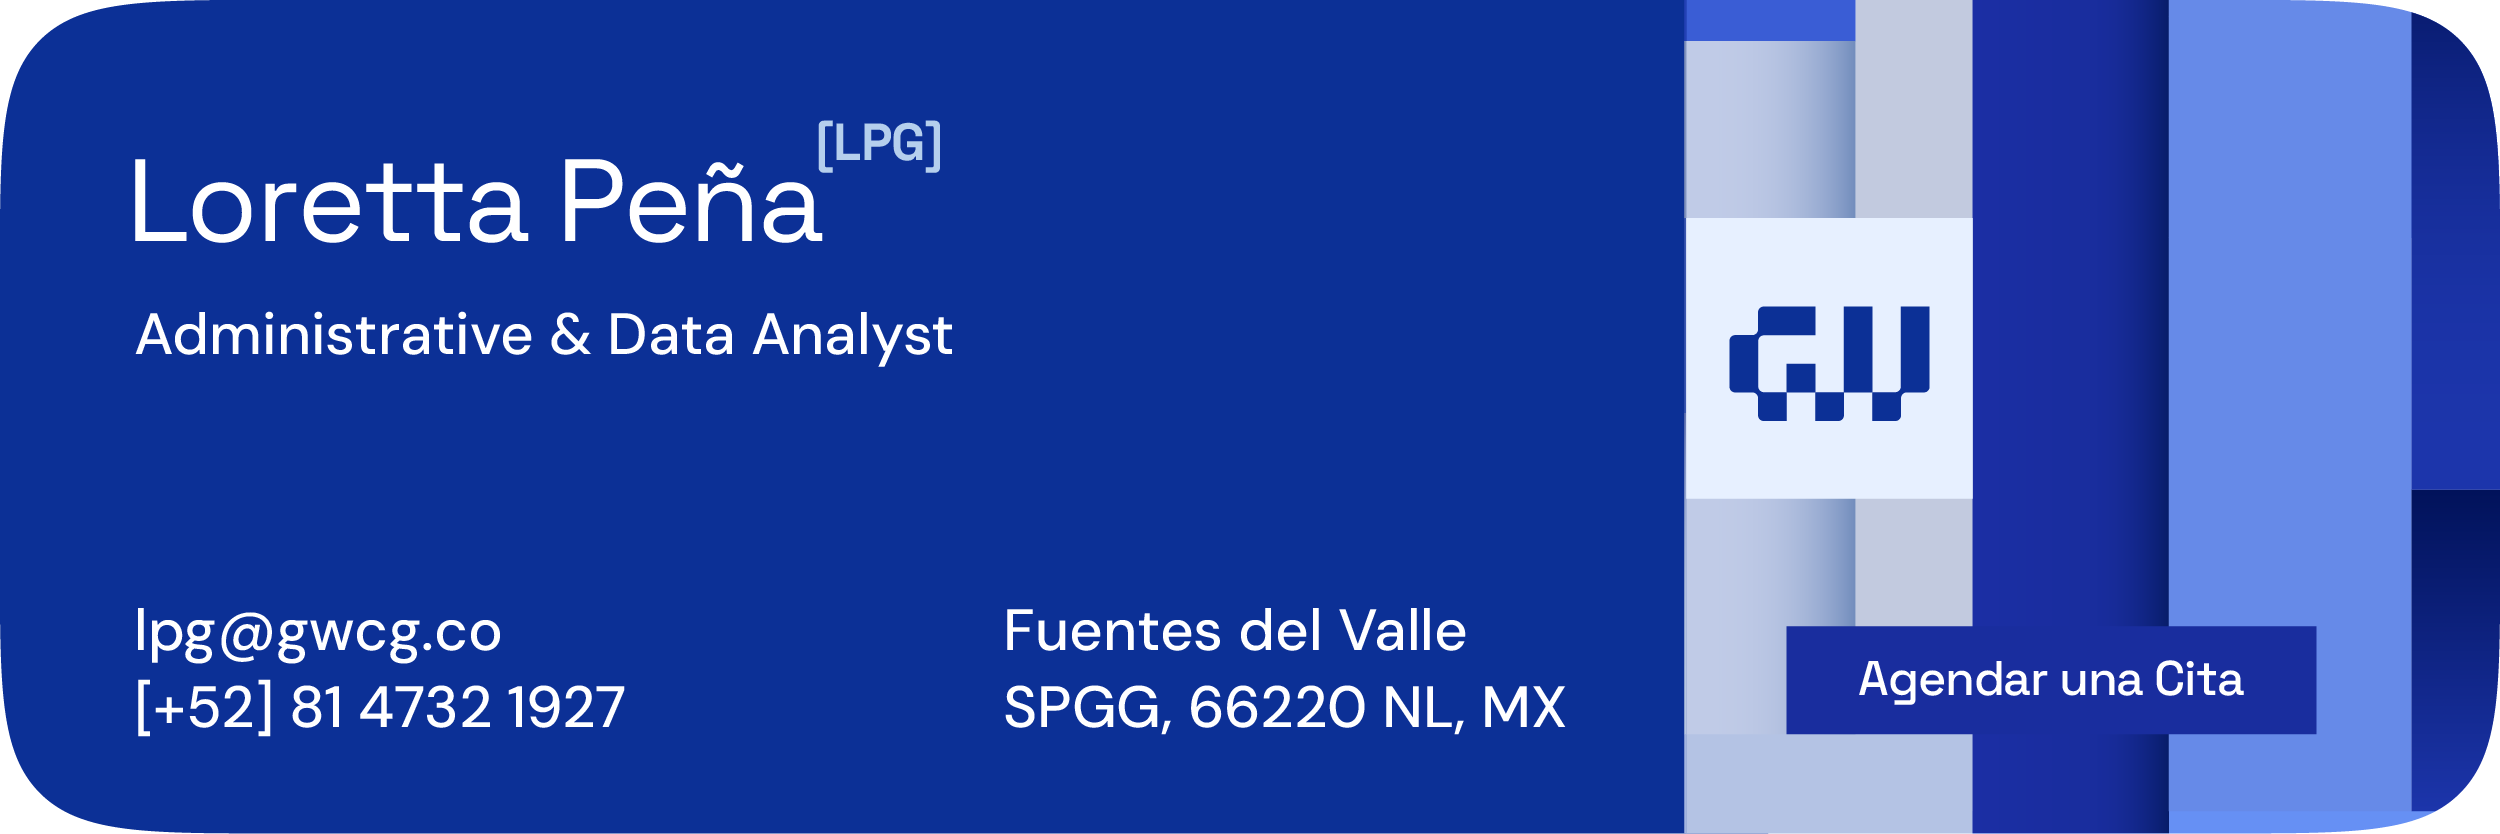 Loretta Peña
[LPG]
Administrative & Data Analyst
lpg@gwcg.co
[+52] 81 4732 1927
Fuentes del Valle
SPGG, 66220 NL, MX
GW
Agendar una Cita